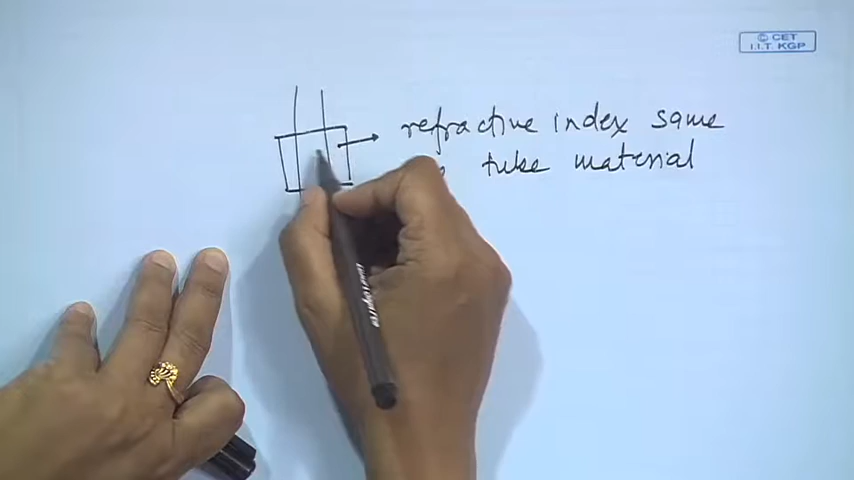 © CET
I.I.T. KGP
refractive index same
tube material